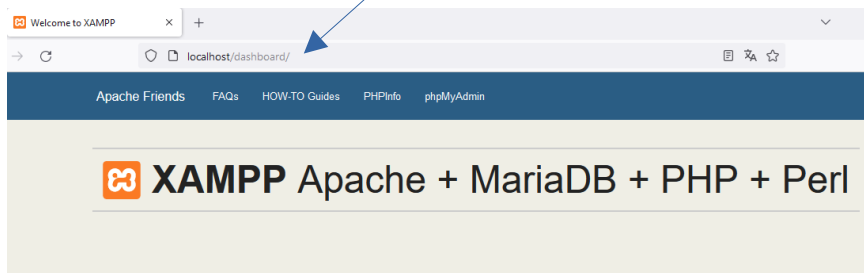 Welcome to XAMPP
localhost/dashboard/
Apache Friends FAQs HOW-TO Guides PHPInfo phpMyAdmin
XAMPP Apache + MariaDB + PHP + Perl